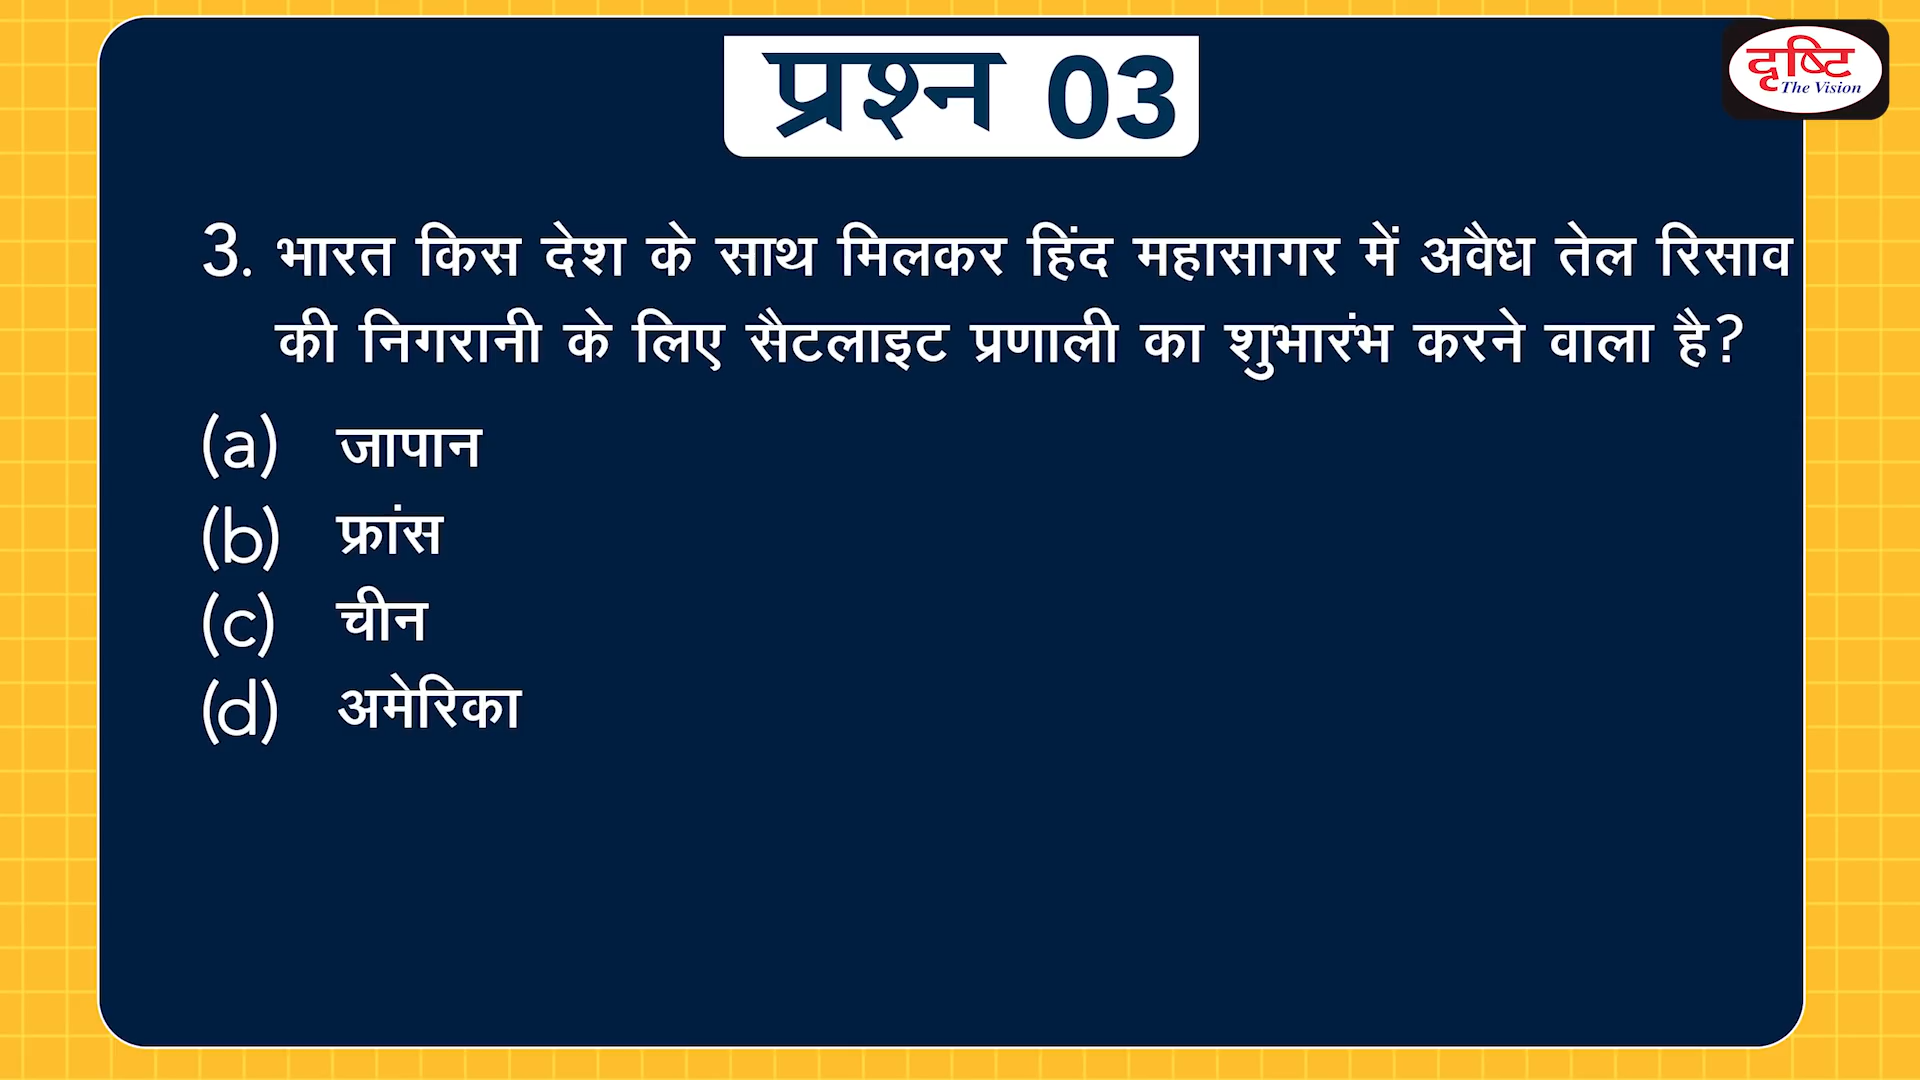 प्रश्न 03
दृष्टि
The Vision
3. भारत किस देश के साथ मिलकर हिंद महासागर में अवैध तेल रिसाव
की निगरानी के लिए सैटलाइट प्रणाली का शुभारंभ करने वाला है?
(a) जापान
(b) फ्रांस
(c) चीन
(d) अमेरिका